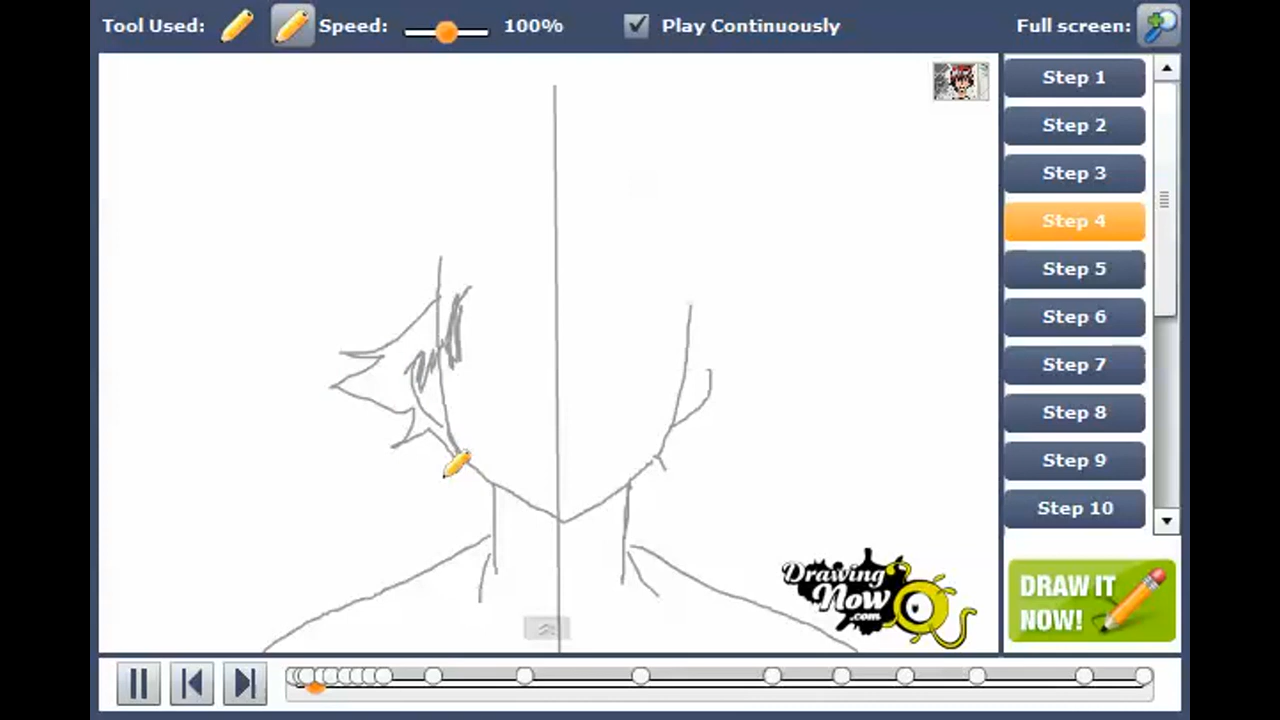 Tool Used: Speed: 100% Play Continuously Full screen:
Step 1
Step 2
Step 3
Step 4
Step 5
Step 6
Step 7
Step 8
Step 9
Step 10
Drawing
Now
.com
DRAW IT
NOW!